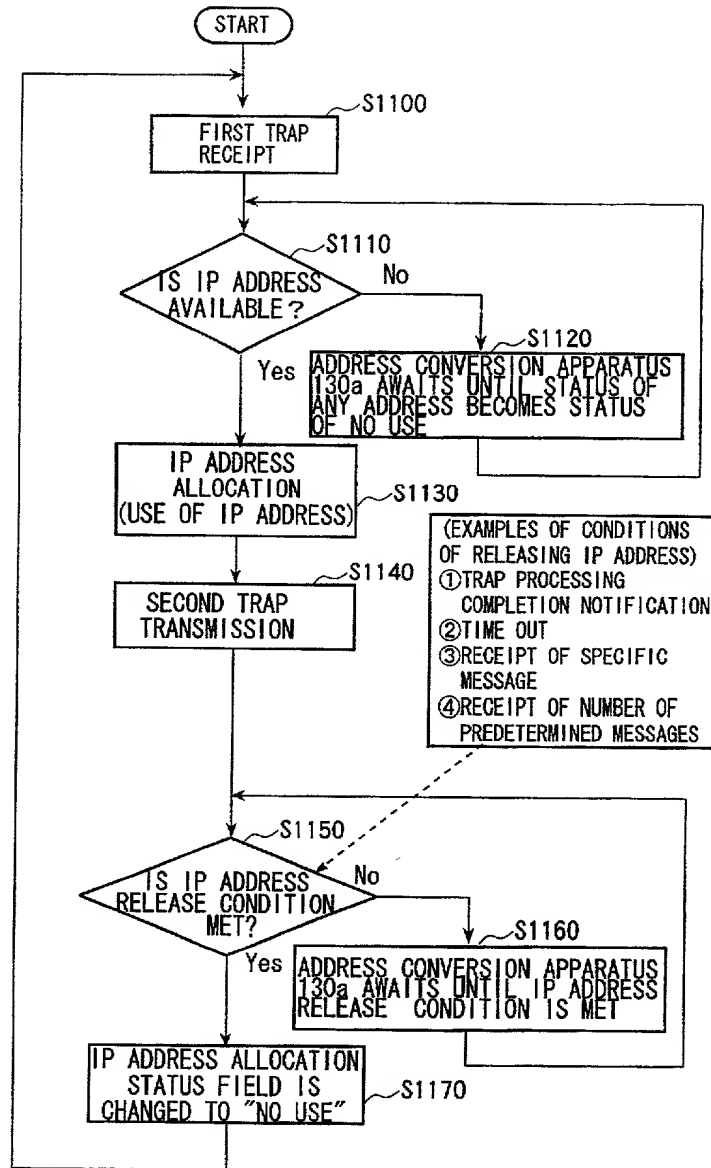 START
S1100
FIRST TRAP
RECEIPT
S1110
IS IP ADDRESS
AVAILABLE?
No
Yes
S1120
ADDRESS CONVERSION APPARATUS
130a AWAITS UNTIL STATUS OF
ANY ADDRESS BECOMES STATUS
OF NO USE
IP ADDRESS
ALLOCATION
(USE OF IP ADDRESS)
S1130
S1140
SECOND TRAP
TRANSMISSION
(EXAMPLES OF CONDITIONS
OF RELEASING IP ADDRESS)
①TRAP PROCESSING
COMPLETION NOTIFICATION
②TIME OUT
③RECEIPT OF SPECIFIC
MESSAGE
④RECEIPT OF NUMBER OF
PREDETERMINED MESSAGES
S1150
IS IP ADDRESS
RELEASE CONDITION
MET?
No
Yes
S1160
ADDRESS CONVERSION APPARATUS
130a AWAITS UNTIL IP ADDRESS
RELEASE CONDITION IS MET
IP ADDRESS ALLOCATION
STATUS FIELD IS
CHANGED TO "NO USE"
S1170